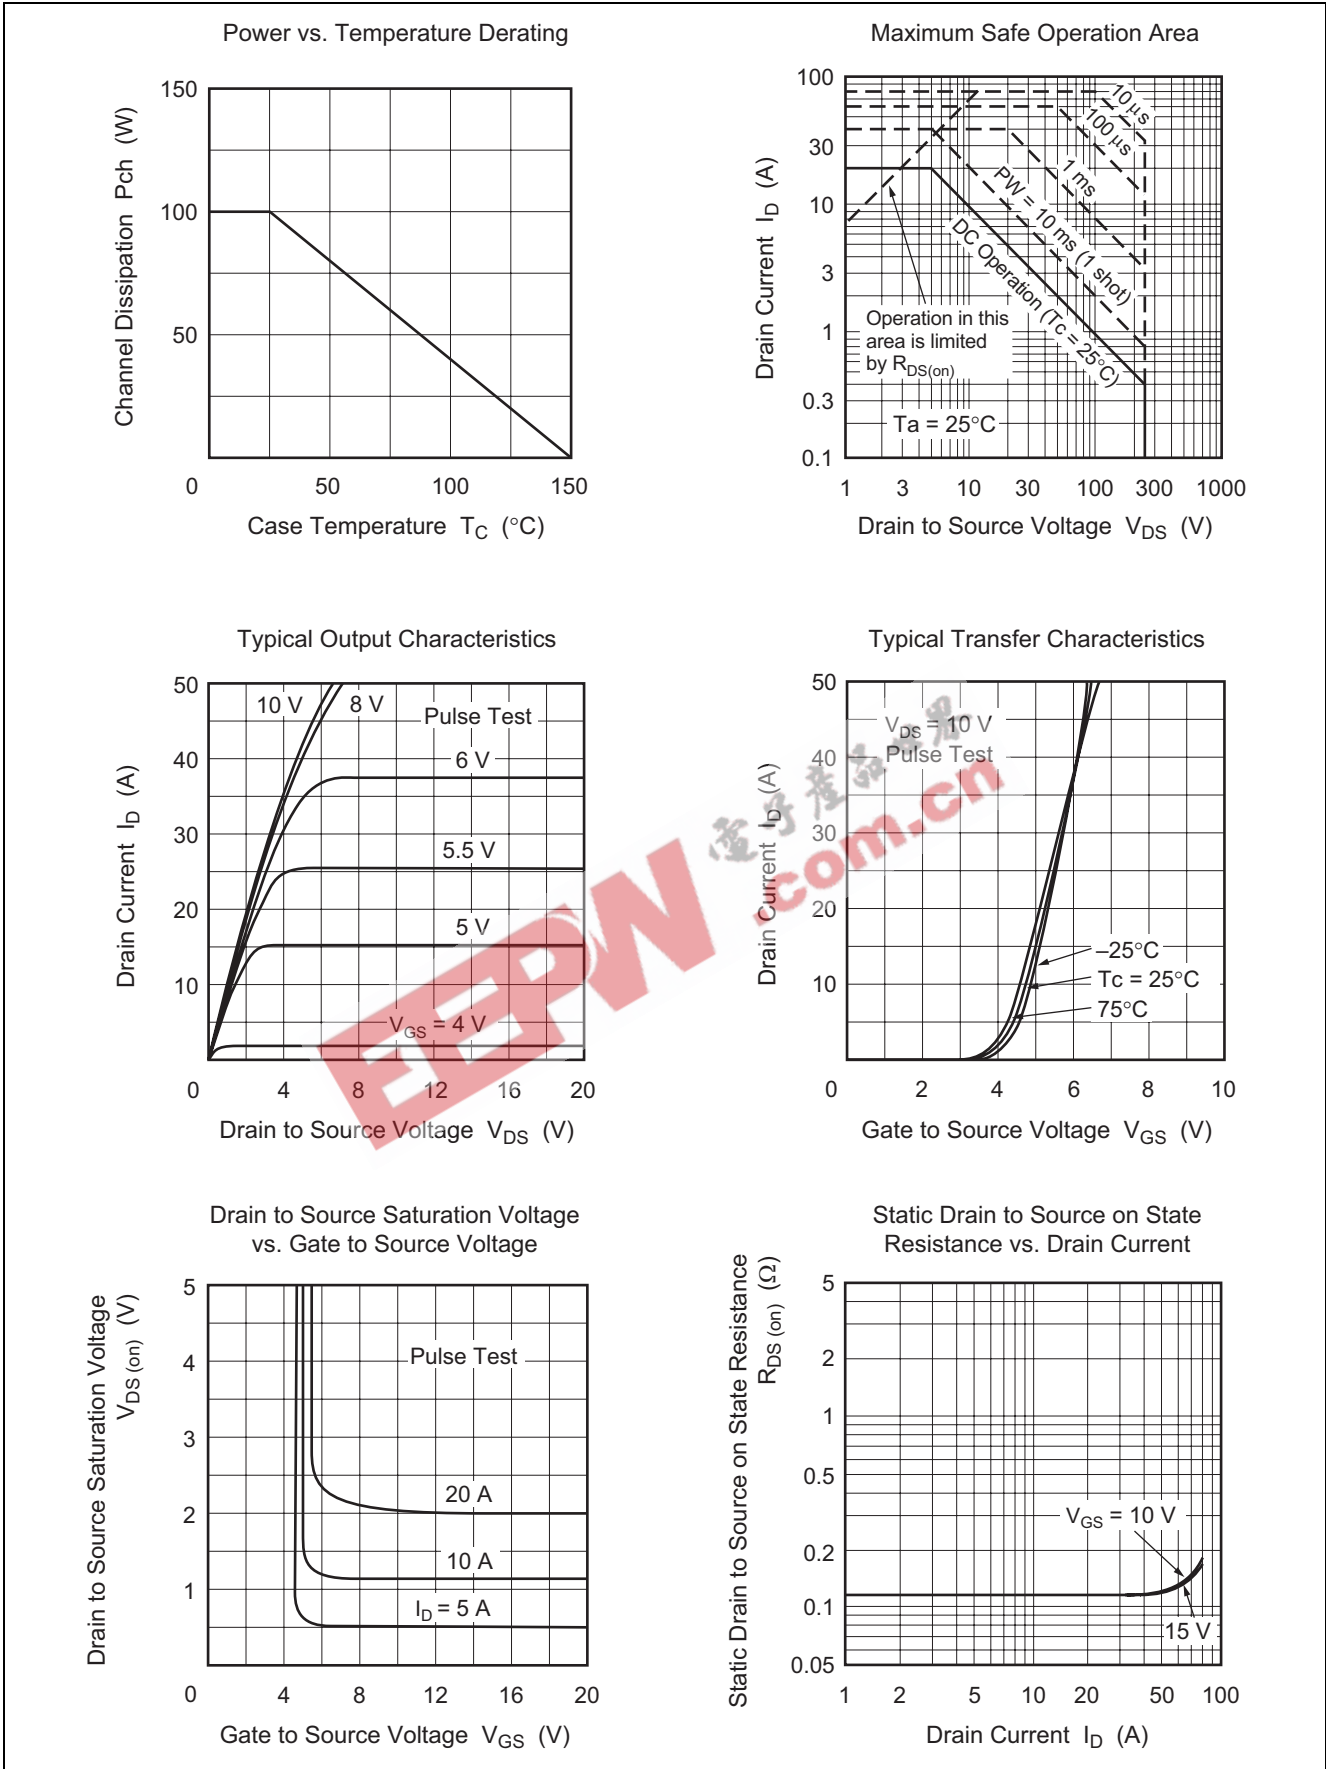 Power vs. Temperature Derating
Channel Dissipation Pch (W)
150
100
50
0
50
100
150
Case Temperature TC (°C)
Maximum Safe Operation Area
Drain Current ID (A)
100
30
10
3
1
0.3
0.1
10 μs
100 μs
1 ms
PW = 10 ms (1 shot)
DC Operation (Tc = 25°C)
Operation in this
area is limited
by RDS(on)
Ta = 25°C
1
3
10
30
100
300
1000
Drain to Source Voltage VDS (V)
Typical Output Characteristics
Drain Current ID (A)
50
40
30
20
10
10 V
8 V
Pulse Test
6 V
5.5 V
5 V
VGS = 4 V
0
4
8
12
16
20
Drain to Source Voltage VDS (V)
Typical Transfer Characteristics
Drain Current ID (A)
50
40
30
20
10
VDS = 10 V
Pulse Test
–25°C
Tc = 25°C
75°C
0
2
4
6
8
10
Gate to Source Voltage VGS (V)
EEPW
.com.cn
電子產品世界
Drain to Source Saturation Voltage
vs. Gate to Source Voltage
Drain to Source Saturation Voltage
VDS (on) (V)
5
4
3
2
1
Pulse Test
20 A
10 A
ID = 5 A
0
4
8
12
16
20
Gate to Source Voltage VGS (V)
Static Drain to Source on State
Resistance vs. Drain Current
Static Drain to Source on State Resistance
RDS (on) (Ω)
5
2
1
0.5
0.2
0.1
0.05
VGS = 10 V
15 V
1
2
5
10
20
50
100
Drain Current ID (A)